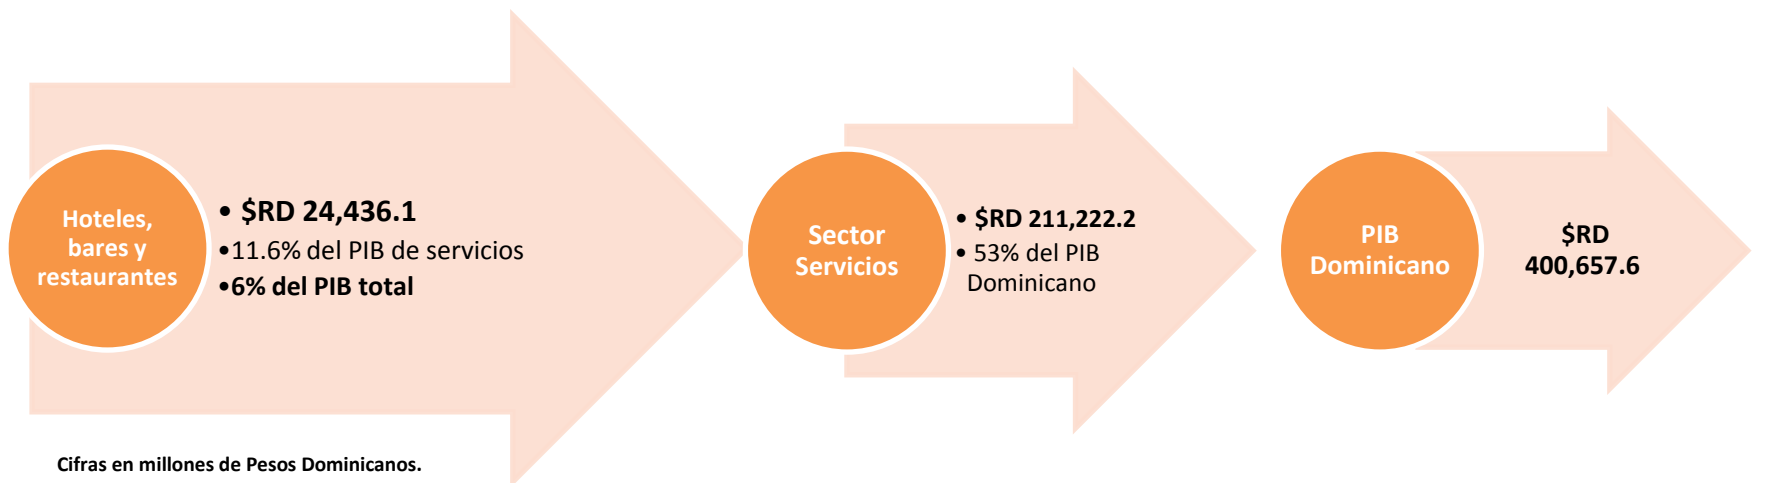 Hoteles,
bares y
restaurantes
• $RD 24,436.1
•11.6% del PIB de servicios
•6% del PIB total
Sector
Servicios
• $RD 211,222.2
• 53% del PIB
Dominicano
PIB
Dominicano
$RD
400,657.6
Cifras en millones de Pesos Dominicanos.